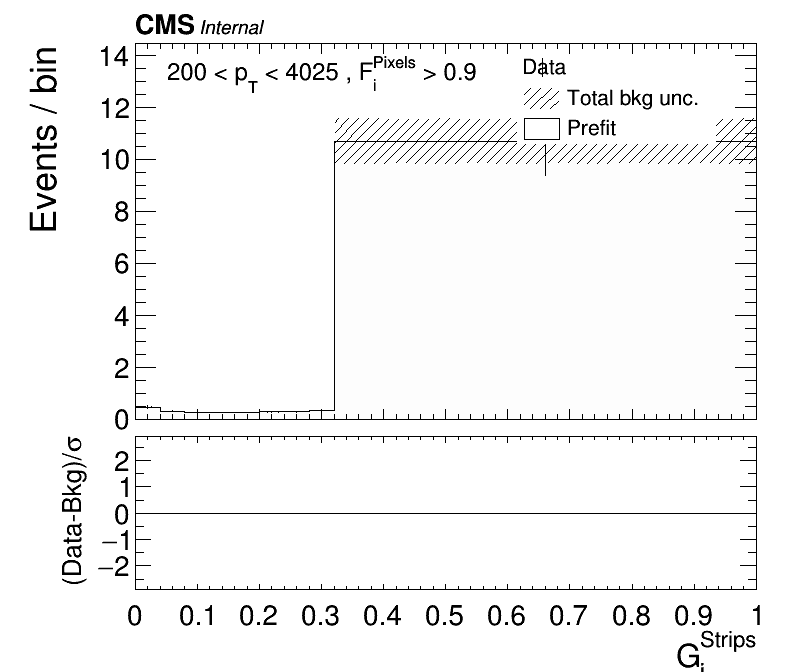 CMS Internal
Events / bin
14
12
10
8
6
4
2
0
200 < p_T < 4025 , F_i^Pixels > 0.9
Data
Total bkg unc.
Prefit
(Data-Bkg)/σ
2
1
0
−1
−2
0 0.1 0.2 0.3 0.4 0.5 0.6 0.7 0.8 0.9 1
G_i^Strips